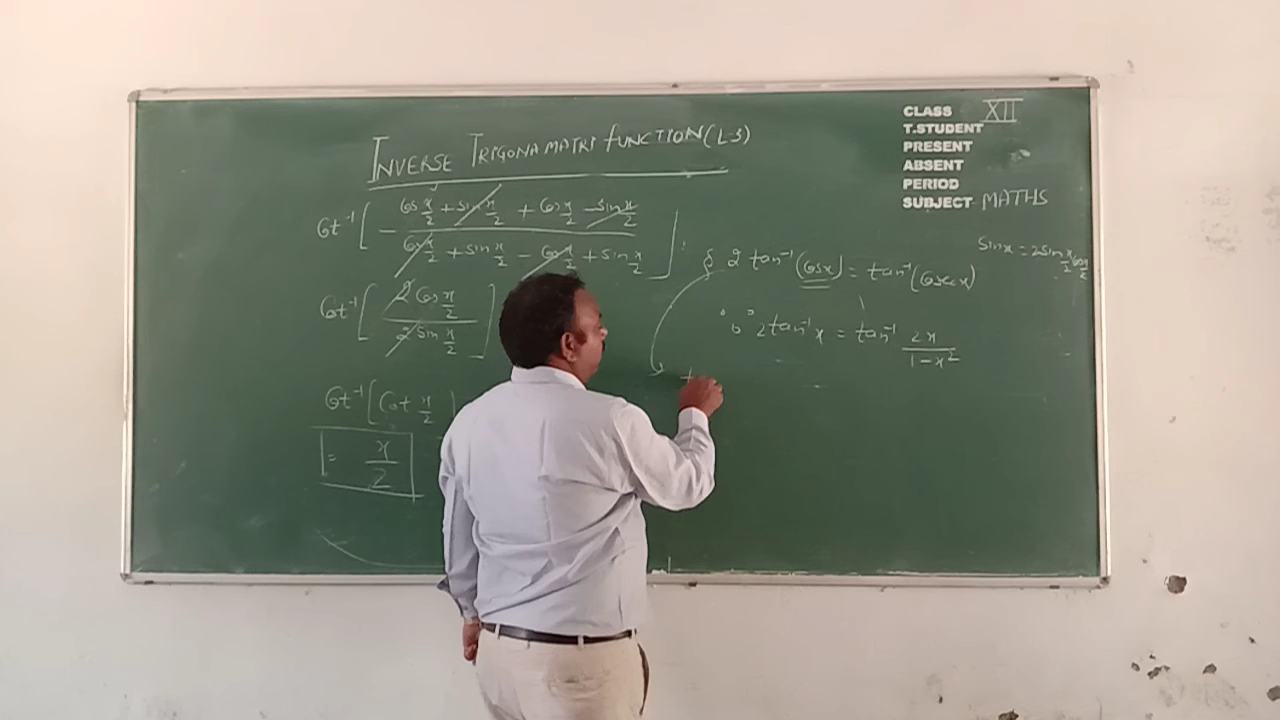 INVERSE TRIGONAMATRI FUNCTION (L-3)
CLASS XII
T.STUDENT
PRESENT
ABSENT
PERIOD
SUBJECT MATHS
Cot⁻¹ [ - (Cos x/2 + sin x/2 + Cos x/2 - sin x/2) / (Cos x/2 + sin x/2 - Cos x/2 + sin x/2) ]
Cot⁻¹ [ 2 Cos x/2 / 2 sin x/2 ]
Cot⁻¹ [Cot x/2
= x/2
sin x = 2 sin x/2 cos x/2
2 tan⁻¹ (Cos x) = tan⁻¹ (Cosec x)
2 tan⁻¹ x = tan⁻¹ 2x / 1 - x²